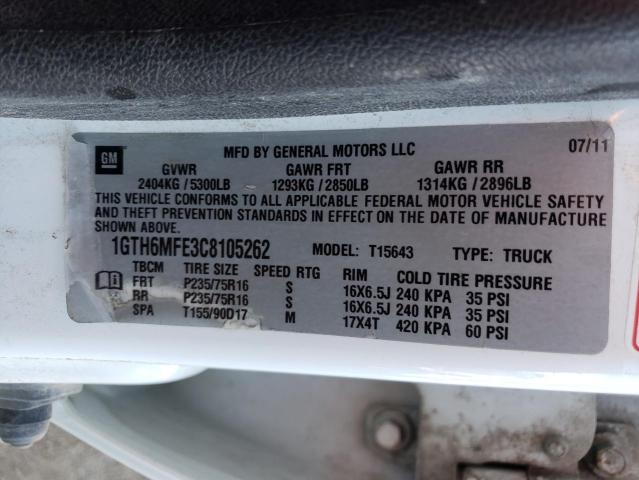 GM
MFD BY GENERAL MOTORS LLC 07/11
GVWR GAWR FRT GAWR RR
2404KG / 5300LB 1293KG / 2850LB 1314KG / 2896LB
THIS VEHICLE CONFORMS TO ALL APPLICABLE FEDERAL MOTOR VEHICLE SAFETY
AND THEFT PREVENTION STANDARDS IN EFFECT ON THE DATE OF MANUFACTURE
SHOWN ABOVE.
1GTH6MFE3C8105262 MODEL: T15643 TYPE: TRUCK
TBCM TIRE SIZE SPEED RTG RIM COLD TIRE PRESSURE
FRT P235/75R16 S 16X6.5J 240 KPA 35 PSI
RR P235/75R16 S 16X6.5J 240 KPA 35 PSI
SPA T155/90D17 M 17X4T 420 KPA 60 PSI